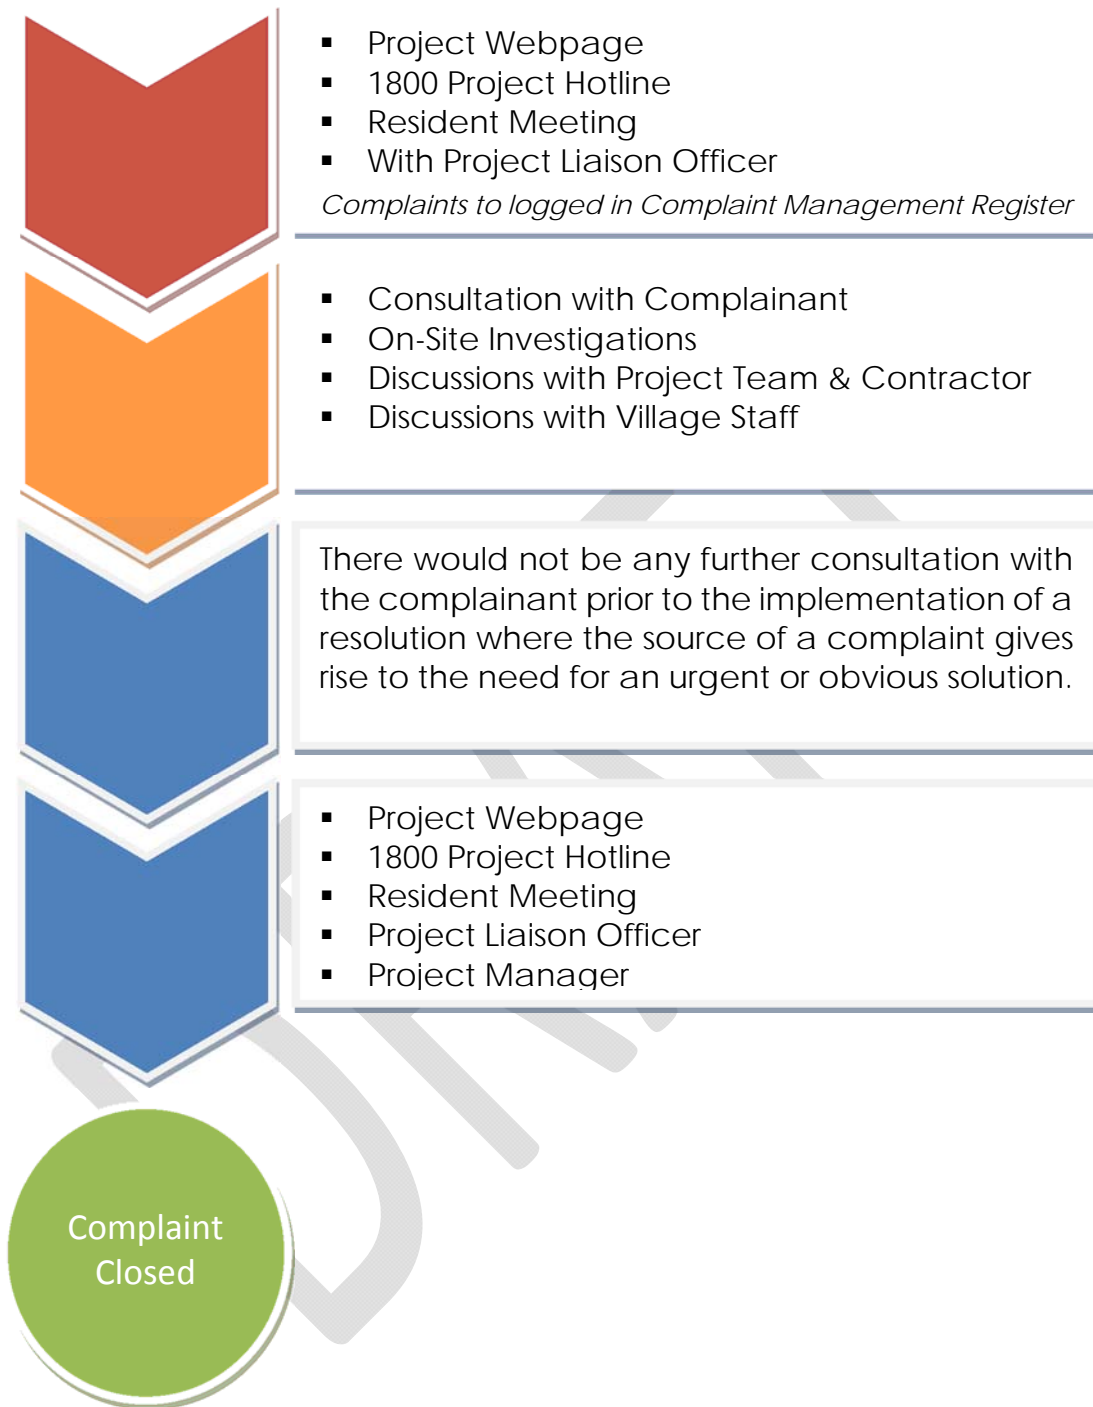 ▪ Project Webpage
▪ 1800 Project Hotline
▪ Resident Meeting
▪ With Project Liaison Officer
Complaints to logged in Complaint Management Register
▪ Consultation with Complainant
▪ On-Site Investigations
▪ Discussions with Project Team & Contractor
▪ Discussions with Village Staff
There would not be any further consultation with
the complainant prior to the implementation of a
resolution where the source of a complaint gives
rise to the need for an urgent or obvious solution.
▪ Project Webpage
▪ 1800 Project Hotline
▪ Resident Meeting
▪ Project Liaison Officer
▪ Project Manager
Complaint
Closed